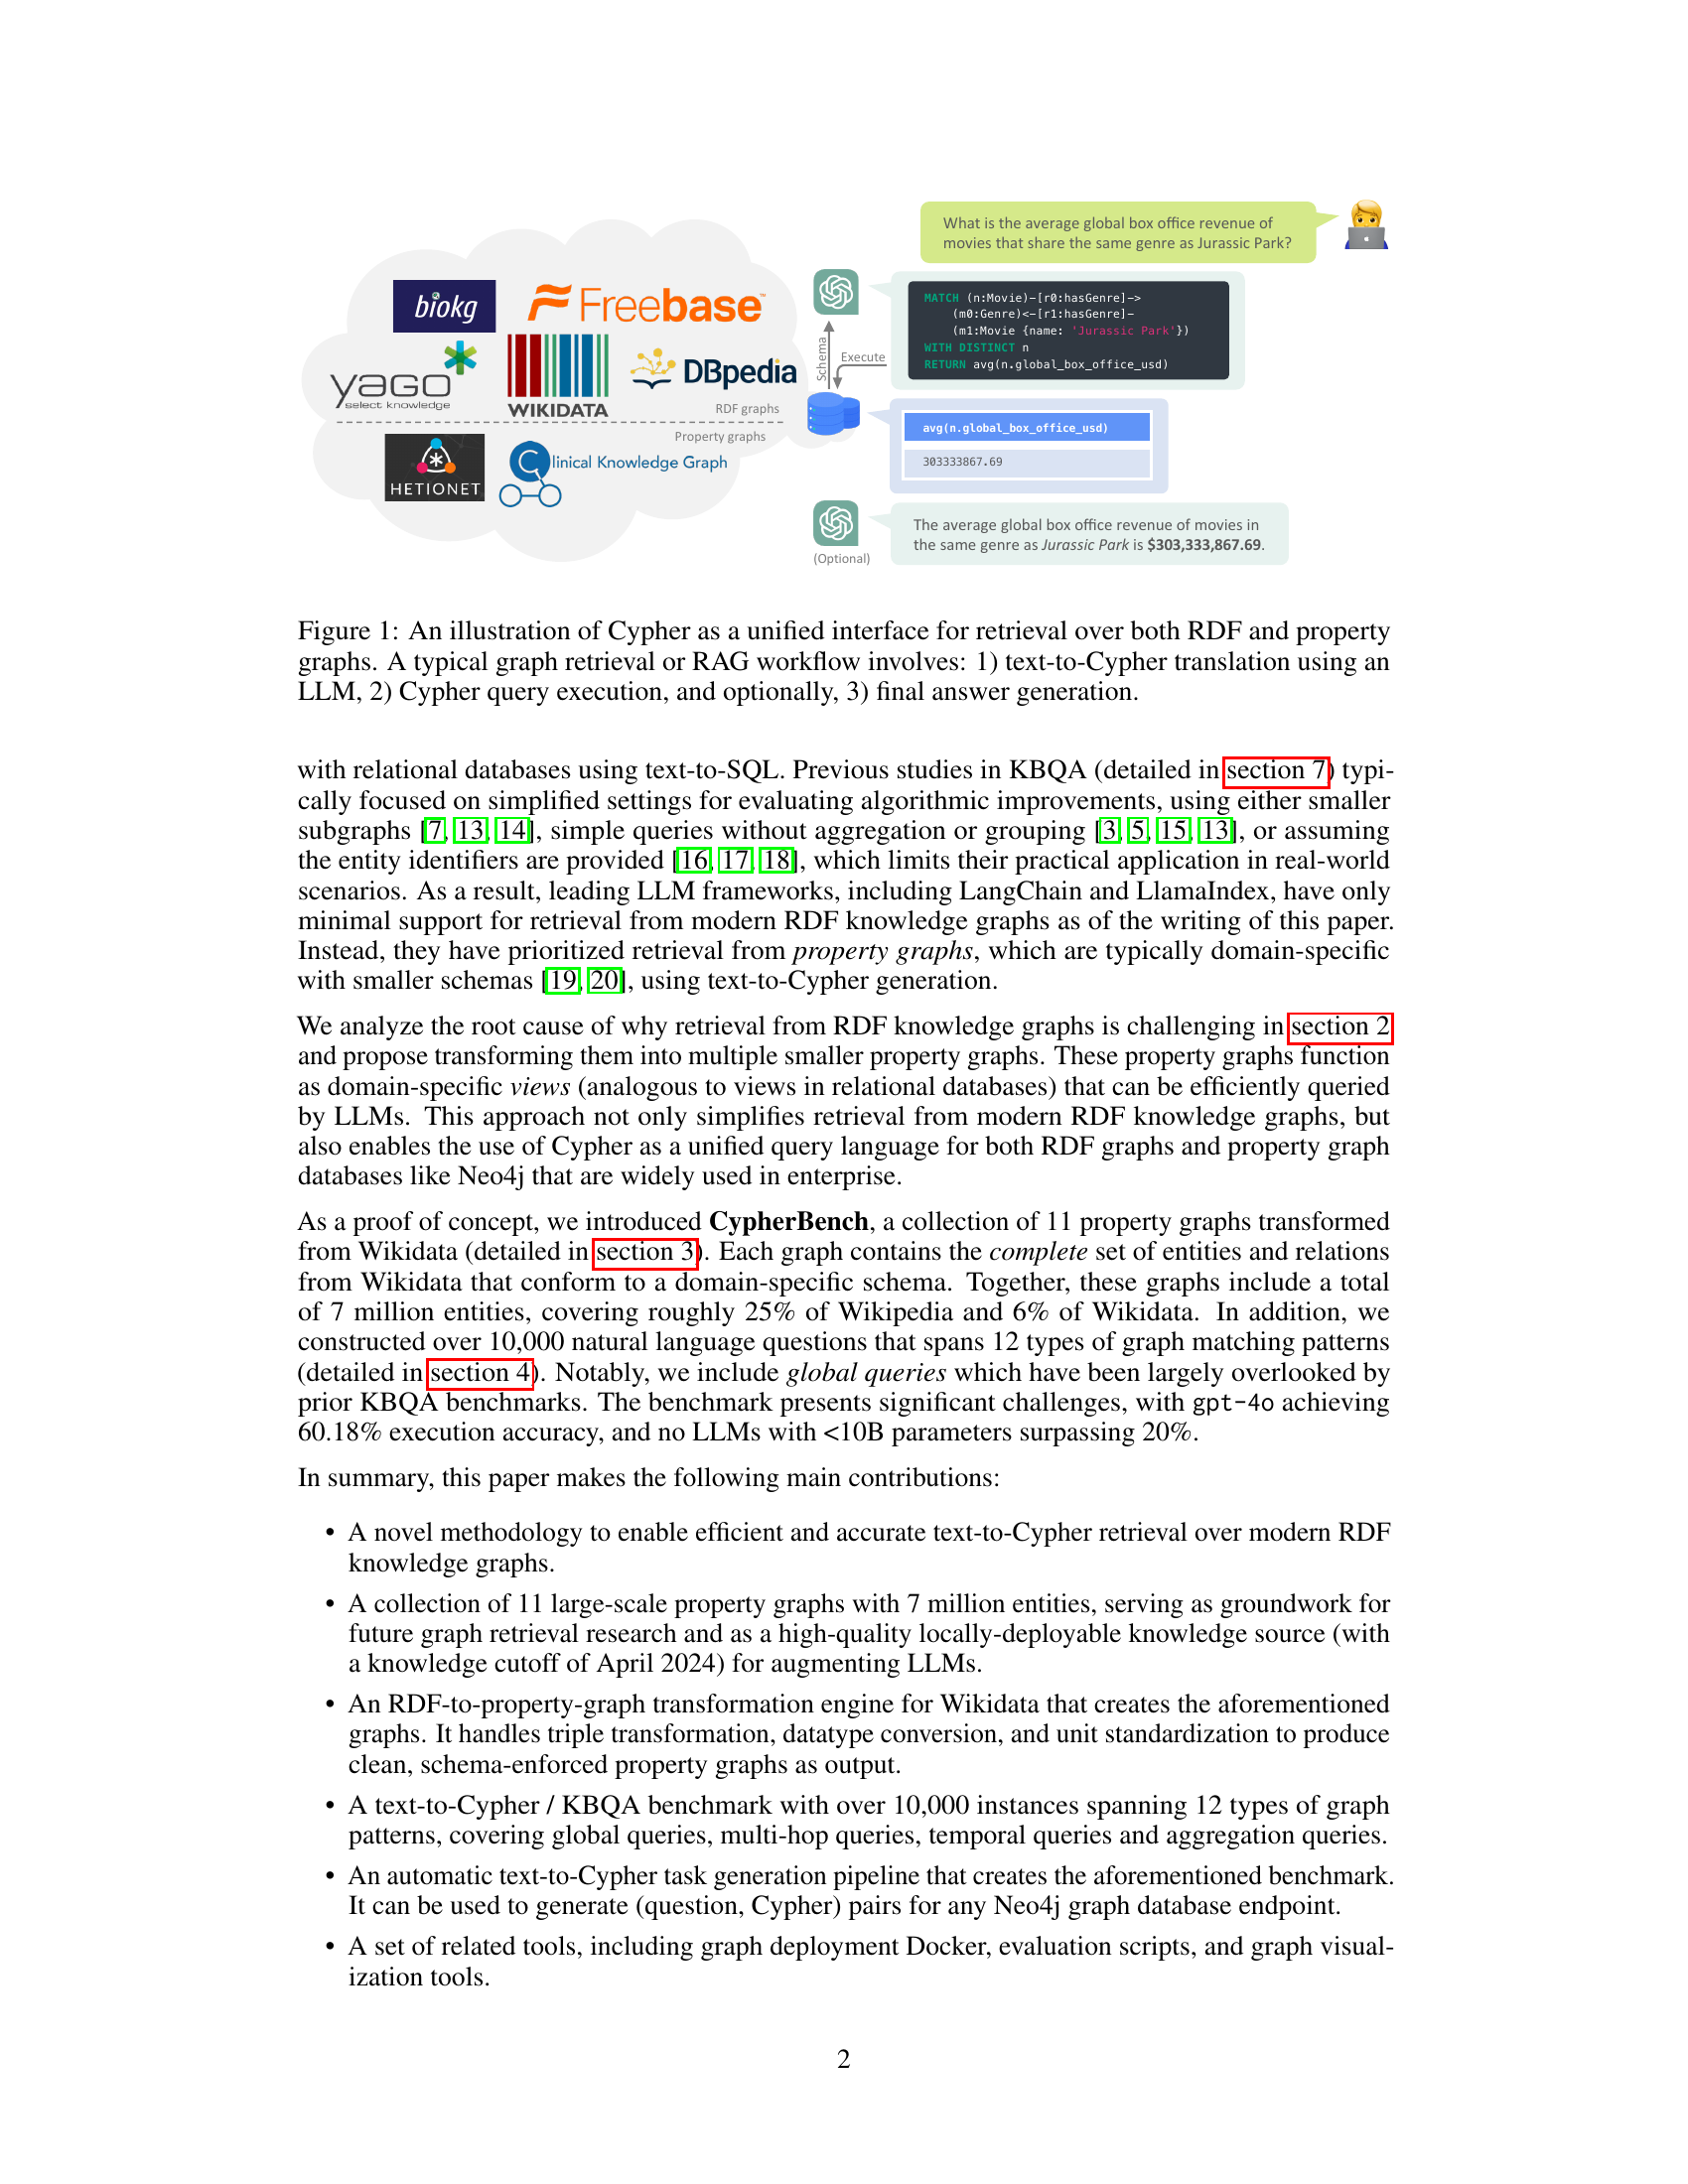 What is the average global box office revenue of
movies that share the same genre as Jurassic Park?
biokg
Freebase™
yago
select knowledge
WIKIDATA
DBpedia
RDF graphs
Property graphs
HETIONET
Clinical Knowledge Graph
Schema
Execute
MATCH (n:Movie)-[r0:hasGenre]->
(m0:Genre)<-[r1:hasGenre]-
(m1:Movie {name: 'Jurassic Park'})
WITH DISTINCT n
RETURN avg(n.global_box_office_usd)
avg(n.global_box_office_usd)
303333867.69
(Optional)
The average global box office revenue of movies in
the same genre as Jurassic Park is $303,333,867.69.
Figure 1: An illustration of Cypher as a unified interface for retrieval over both RDF and property
graphs. A typical graph retrieval or RAG workflow involves: 1) text-to-Cypher translation using an
LLM, 2) Cypher query execution, and optionally, 3) final answer generation.
with relational databases using text-to-SQL. Previous studies in KBQA (detailed in section 7) typi-
cally focused on simplified settings for evaluating algorithmic improvements, using either smaller
subgraphs [7, 13, 14], simple queries without aggregation or grouping [3, 5, 15, 13], or assuming
the entity identifiers are provided [16, 17, 18], which limits their practical application in real-world
scenarios. As a result, leading LLM frameworks, including LangChain and LlamaIndex, have only
minimal support for retrieval from modern RDF knowledge graphs as of the writing of this paper.
Instead, they have prioritized retrieval from property graphs, which are typically domain-specific
with smaller schemas [19, 20], using text-to-Cypher generation.
We analyze the root cause of why retrieval from RDF knowledge graphs is challenging in section 2
and propose transforming them into multiple smaller property graphs. These property graphs function
as domain-specific views (analogous to views in relational databases) that can be efficiently queried
by LLMs. This approach not only simplifies retrieval from modern RDF knowledge graphs, but
also enables the use of Cypher as a unified query language for both RDF graphs and property graph
databases like Neo4j that are widely used in enterprise.
As a proof of concept, we introduced CypherBench, a collection of 11 property graphs transformed
from Wikidata (detailed in section 3). Each graph contains the complete set of entities and relations
from Wikidata that conform to a domain-specific schema. Together, these graphs include a total
of 7 million entities, covering roughly 25% of Wikipedia and 6% of Wikidata. In addition, we
constructed over 10,000 natural language questions that spans 12 types of graph matching patterns
(detailed in section 4). Notably, we include global queries which have been largely overlooked by
prior KBQA benchmarks. The benchmark presents significant challenges, with gpt-4o achieving
60.18% execution accuracy, and no LLMs with <10B parameters surpassing 20%.
In summary, this paper makes the following main contributions:
• A novel methodology to enable efficient and accurate text-to-Cypher retrieval over modern RDF
knowledge graphs.
• A collection of 11 large-scale property graphs with 7 million entities, serving as groundwork for
future graph retrieval research and as a high-quality locally-deployable knowledge source (with
a knowledge cutoff of April 2024) for augmenting LLMs.
• An RDF-to-property-graph transformation engine for Wikidata that creates the aforementioned
graphs. It handles triple transformation, datatype conversion, and unit standardization to produce
clean, schema-enforced property graphs as output.
• A text-to-Cypher / KBQA benchmark with over 10,000 instances spanning 12 types of graph
patterns, covering global queries, multi-hop queries, temporal queries and aggregation queries.
• An automatic text-to-Cypher task generation pipeline that creates the aforementioned benchmark.
It can be used to generate (question, Cypher) pairs for any Neo4j graph database endpoint.
• A set of related tools, including graph deployment Docker, evaluation scripts, and graph visual-
ization tools.
2